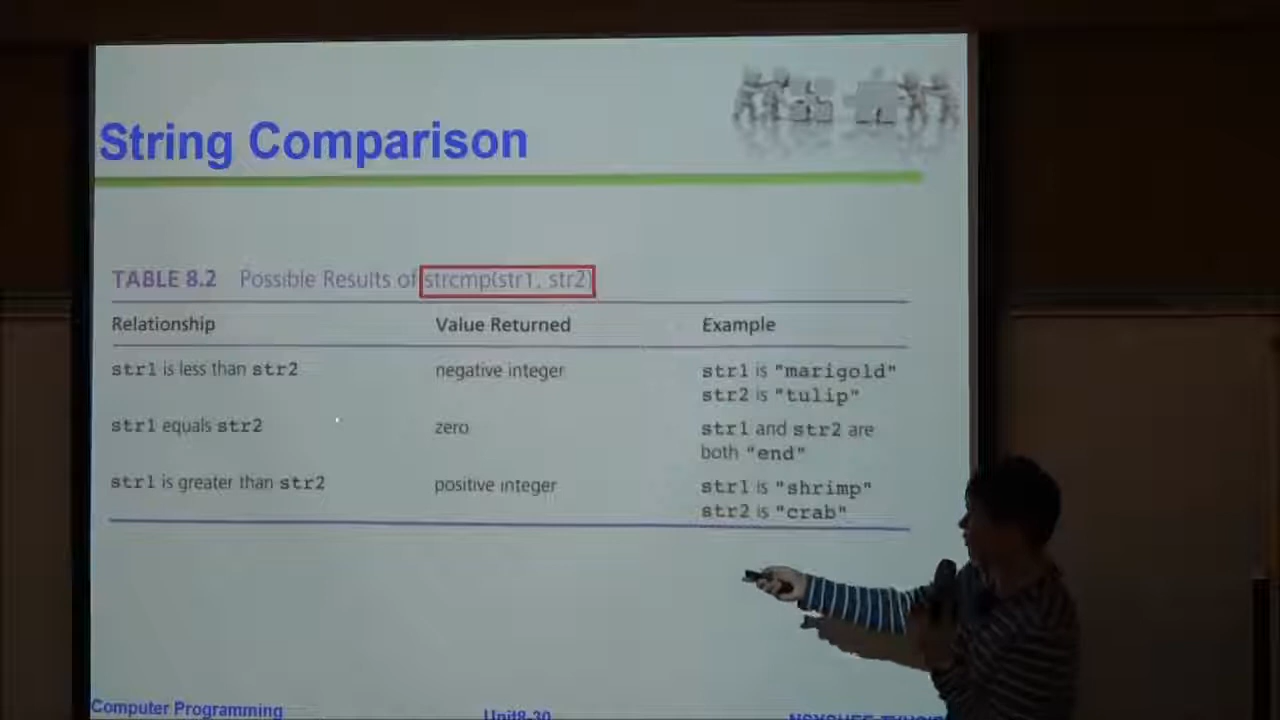 String Comparison
TABLE 8.2 Possible Results of strcmp(str1, str2)
Relationship Value Returned Example
str1 is less than str2 negative integer str1 is "marigold"
str2 is "tulip"
str1 equals str2 zero str1 and str2 are
both "end"
str1 is greater than str2 positive integer str1 is "shrimp"
str2 is "crab"
Computer Programming Unit8-30